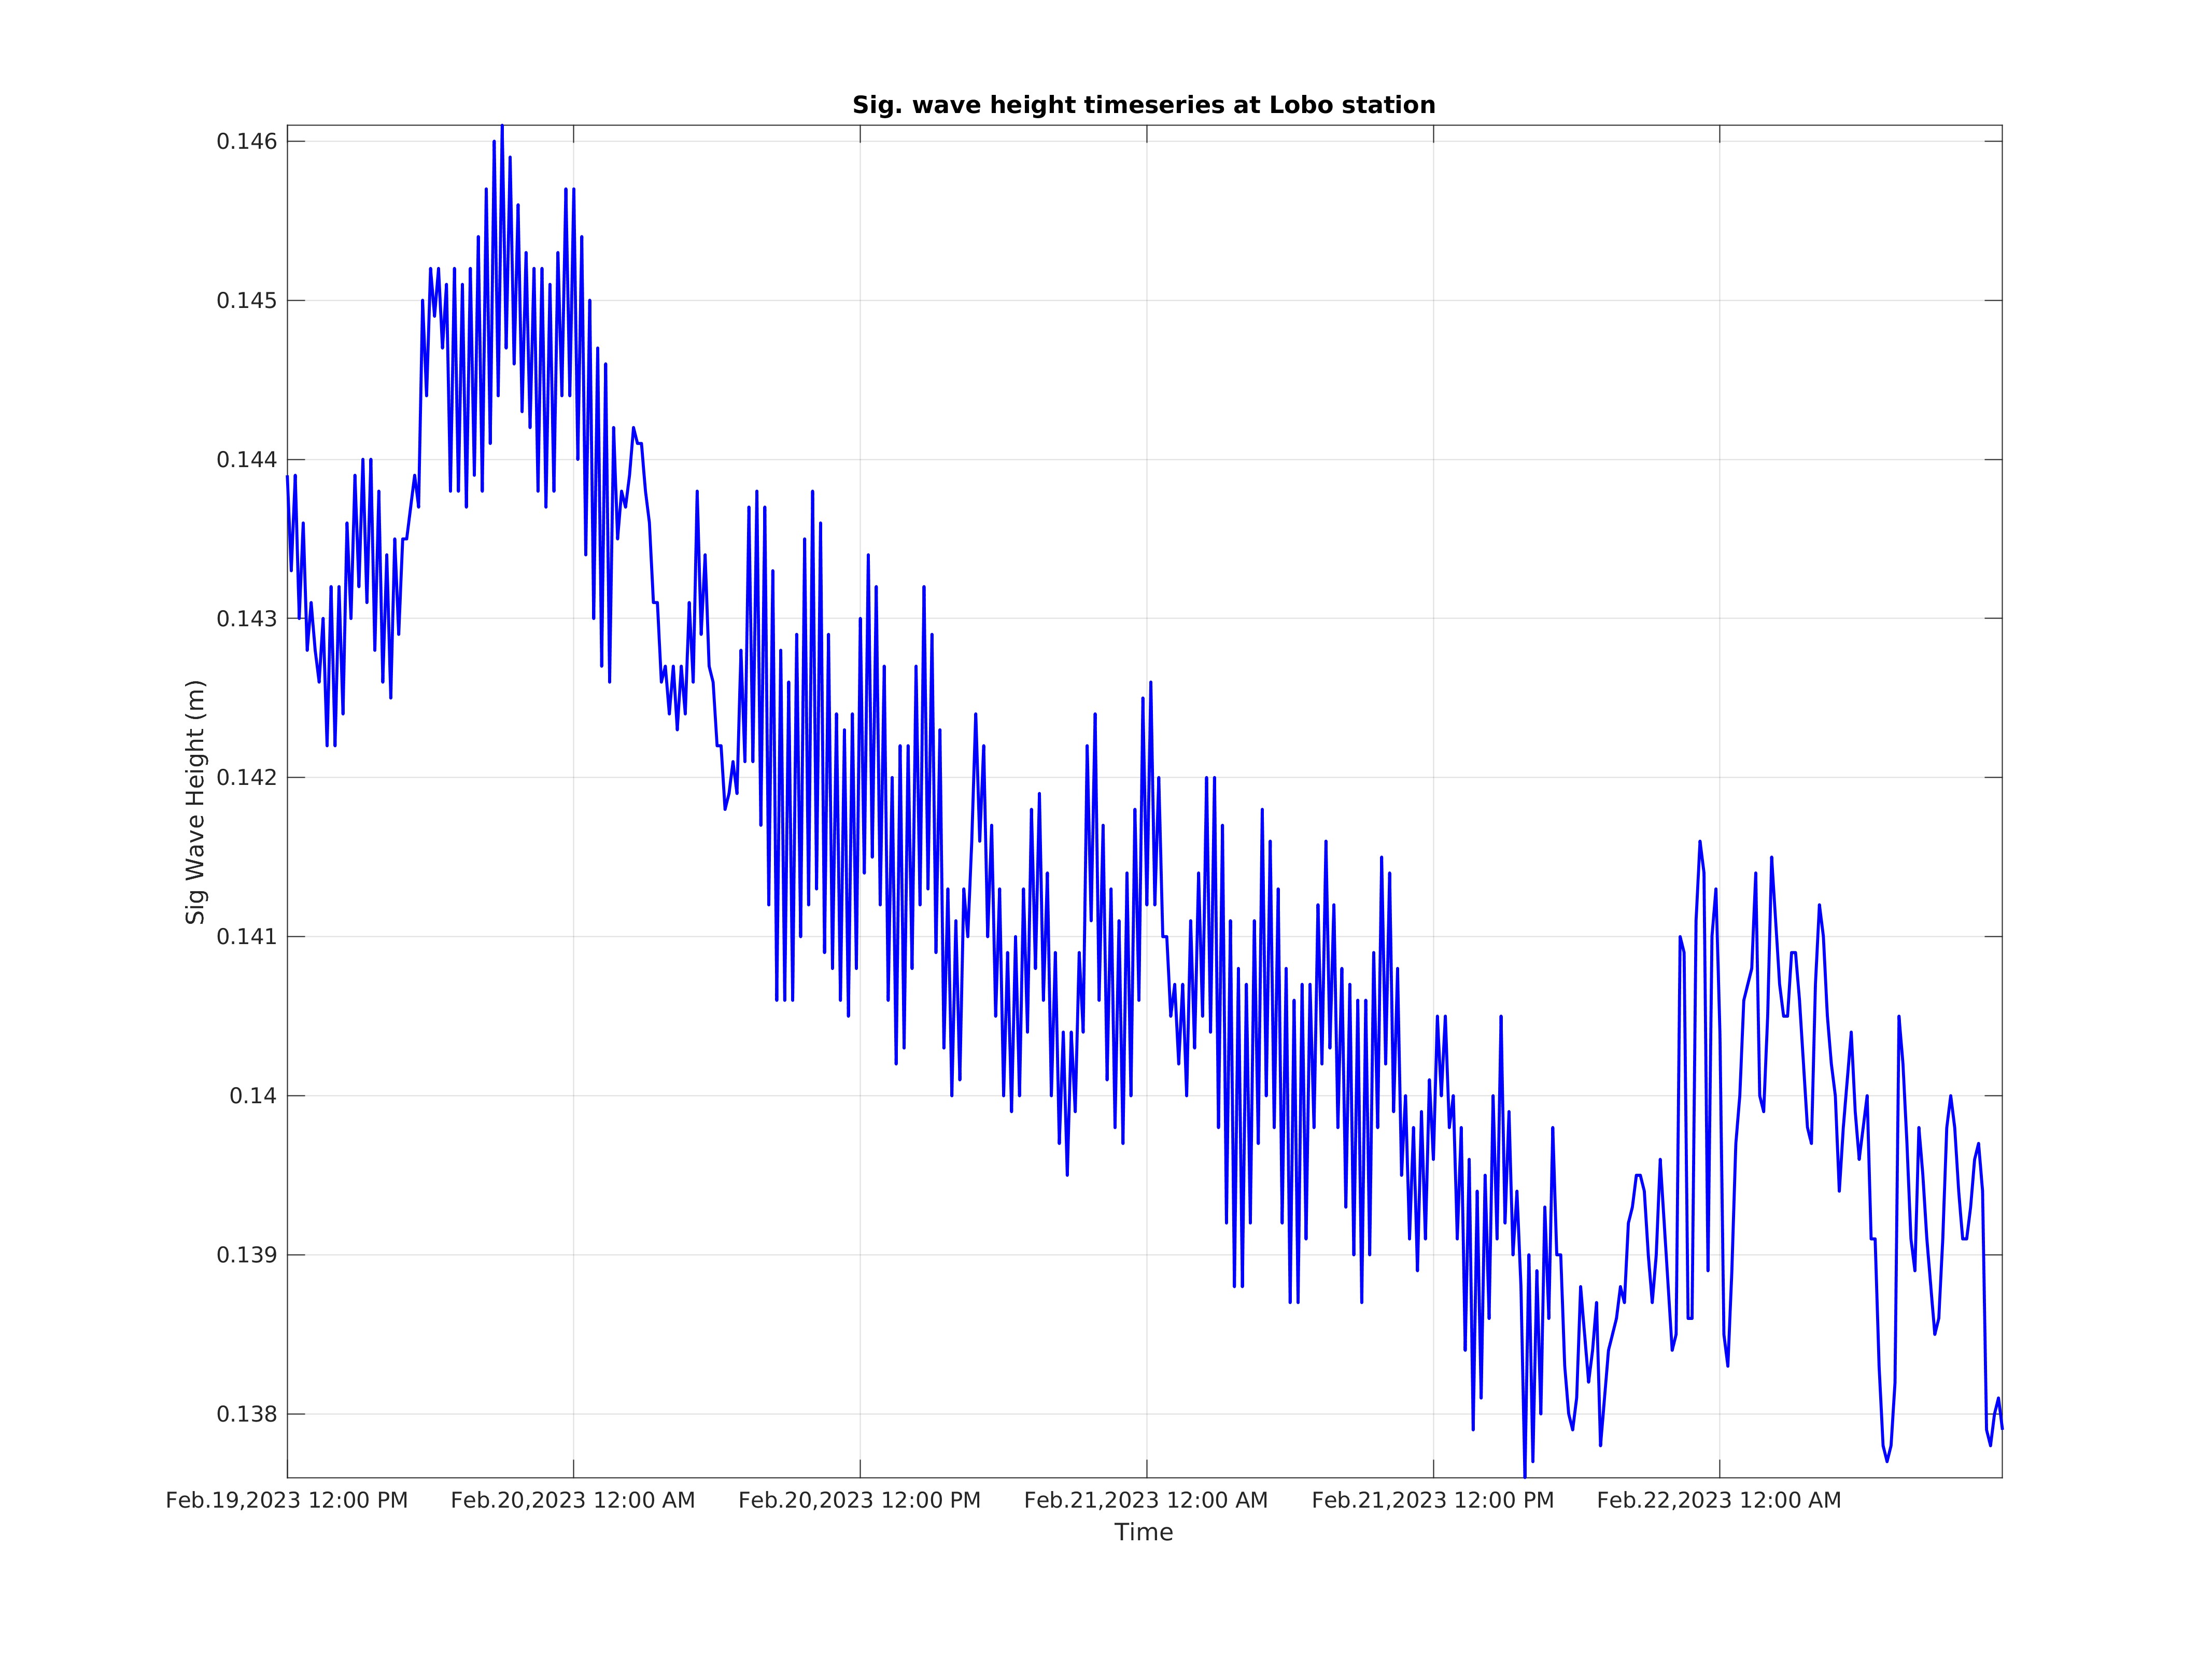 Sig. wave height timeseries at Lobo station
0.146
0.145
0.144
0.143
0.142
0.141
0.14
0.139
0.138
Sig Wave Height (m)
Feb.19,2023 12:00 PM Feb.20,2023 12:00 AM Feb.20,2023 12:00 PM Feb.21,2023 12:00 AM Feb.21,2023 12:00 PM Feb.22,2023 12:00 AM
Time